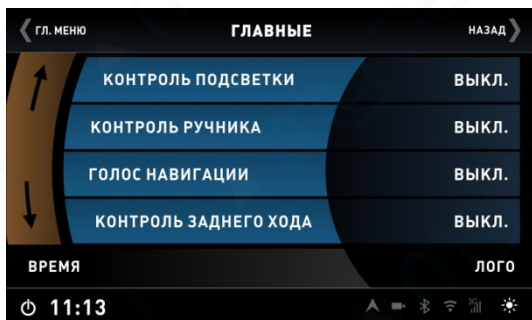 ГЛ. МЕНЮ ГЛАВНЫЕ НАЗАД
КОНТРОЛЬ ПОДСВЕТКИ ВЫКЛ.
КОНТРОЛЬ РУЧНИКА ВЫКЛ.
ГОЛОС НАВИГАЦИИ ВЫКЛ.
КОНТРОЛЬ ЗАДНЕГО ХОДА ВЫКЛ.
ВРЕМЯ ЛОГО
11:13 3G